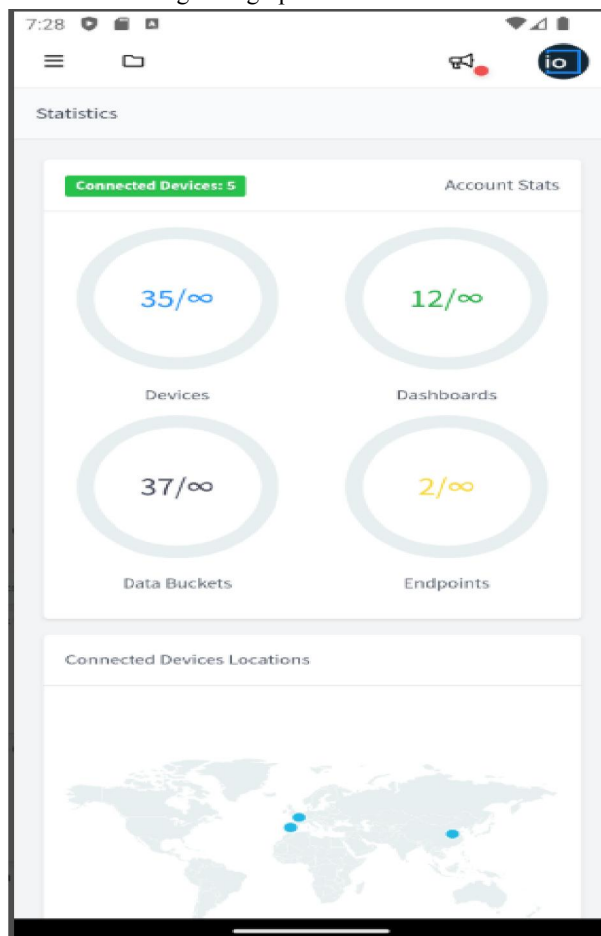 7:28
io
Statistics
Connected Devices: 5
Account Stats
35/∞
12/∞
Devices
Dashboards
37/∞
2/∞
Data Buckets
Endpoints
Connected Devices Locations